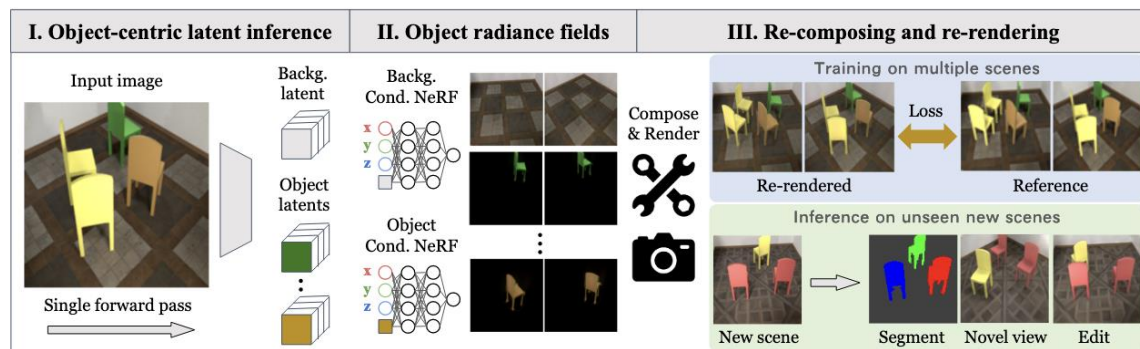 I. Object-centric latent inference
II. Object radiance fields
III. Re-composing and re-rendering
Input image
Backg.
latent
Object
latents
Single forward pass
Backg.
Cond. NeRF
x
y
z
Object
Cond. NeRF
x
y
z
Compose
& Render
Training on multiple scenes
Loss
Re-rendered
Reference
Inference on unseen new scenes
New scene
Segment
Novel view
Edit